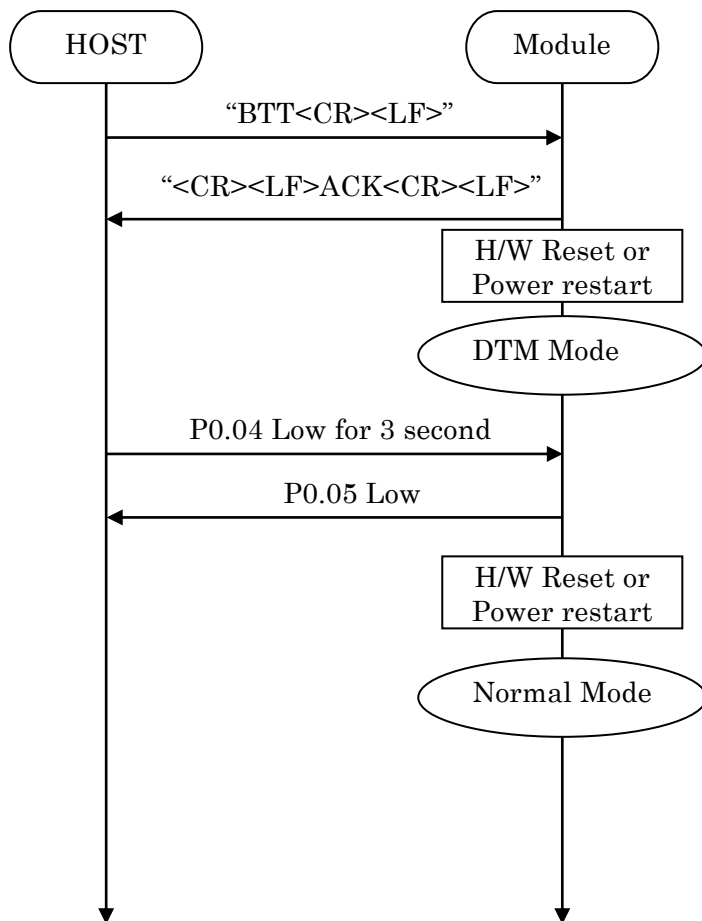 HOST
Module
“BTT<CR><LF>”
“<CR><LF>ACK<CR><LF>”
H/W Reset or
Power restart
DTM Mode
P0.04 Low for 3 second
P0.05 Low
H/W Reset or
Power restart
Normal Mode